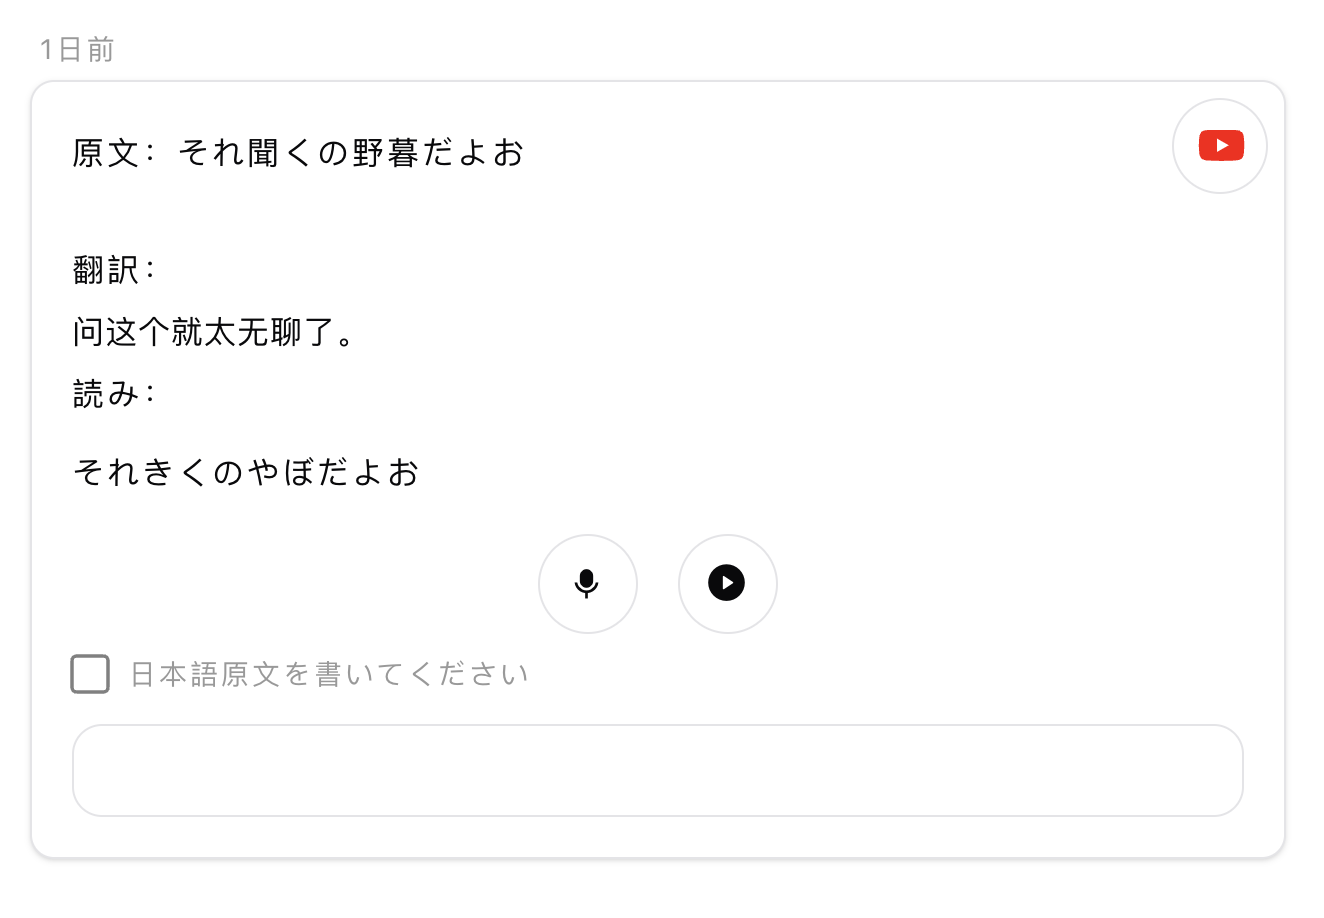 1日前
原文：それ聞くの野暮だよお
翻訳：
问这个就太无聊了。
読み：
それきくのやぼだよお
日本語原文を書いてください